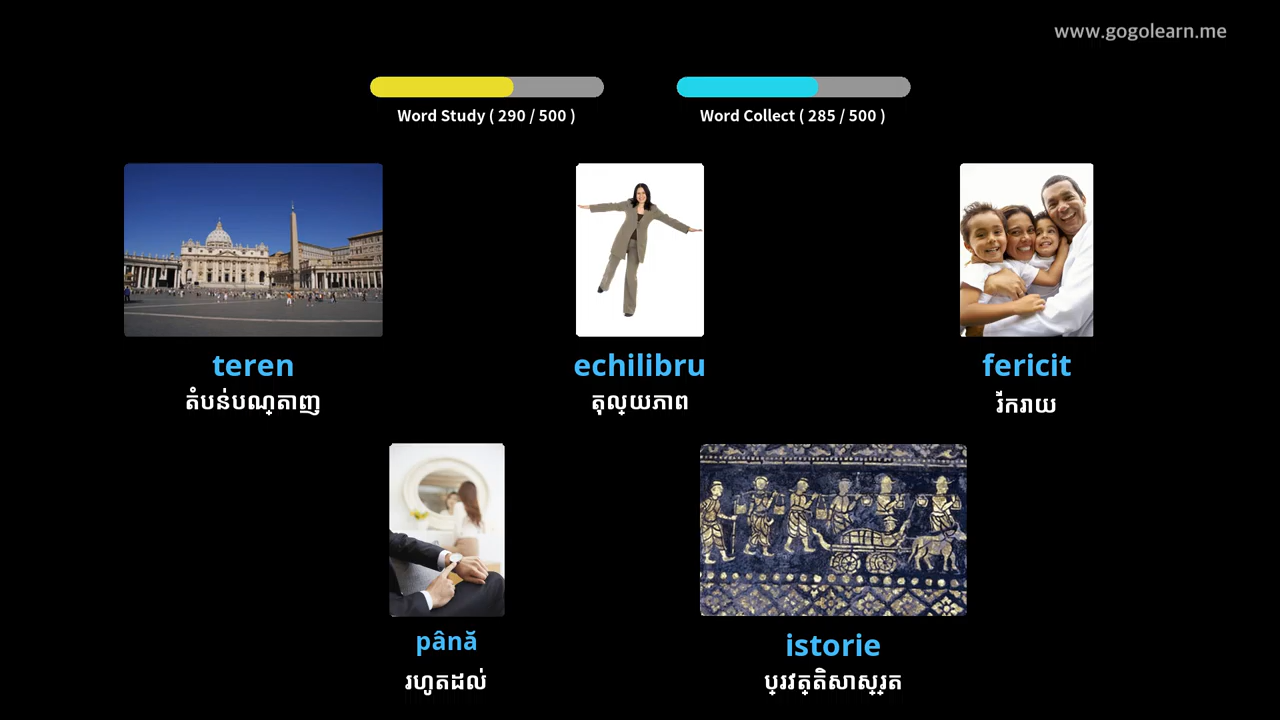 www.gogolearn.me
Word Study ( 290 / 500 )
Word Collect ( 285 / 500 )
teren
តំបន់បណ្តាញ
echilibru
តុល្យភាព
fericit
រីករាយ
până
រហូតដល់
istorie
ប្រវត្តិសាស្រ្ត